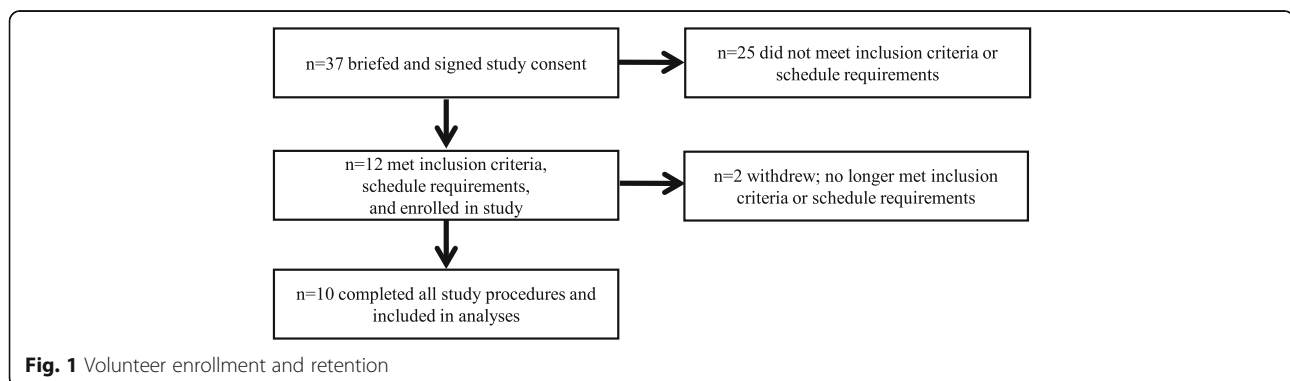 n=37 briefed and signed study consent
n=25 did not meet inclusion criteria or
schedule requirements
n=12 met inclusion criteria,
schedule requirements,
and enrolled in study
n=2 withdrew; no longer met inclusion
criteria or schedule requirements
n=10 completed all study procedures and
included in analyses
Fig. 1 Volunteer enrollment and retention